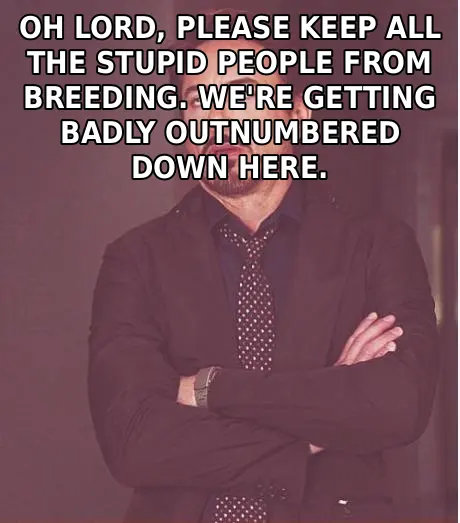 OH LORD, PLEASE KEEP ALL
THE STUPID PEOPLE FROM
BREEDING. WE'RE GETTING
BADLY OUTNUMBERED
DOWN HERE.